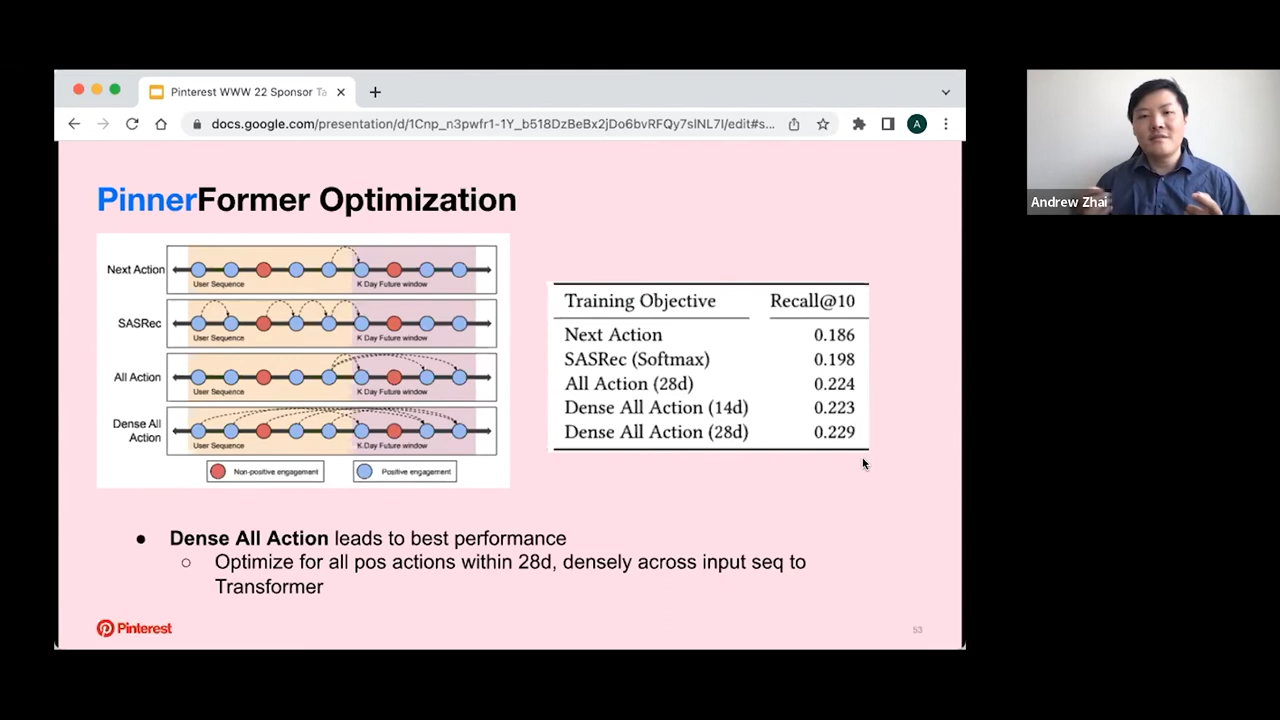 Pinterest WWW 22 Sponsor Ta
docs.google.com/presentation/d/1Cnp_n3pwfr1-1Y_b518DzBeBx2jDo6bvRFQy7slNL7I/edit#s...
A
Andrew Zhai
PinnerFormer Optimization
Next Action
User Sequence
K Day Future window
SASRec
User Sequence
K Day Future window
All Action
User Sequence
K Day Future window
Dense All
Action
User Sequence
K Day Future window
Non-positive engagement
Positive engagement
Training Objective Recall@10
Next Action 0.186
SASRec (Softmax) 0.198
All Action (28d) 0.224
Dense All Action (14d) 0.223
Dense All Action (28d) 0.229
● Dense All Action leads to best performance
○ Optimize for all pos actions within 28d, densely across input seq to
Transformer
Pinterest
53